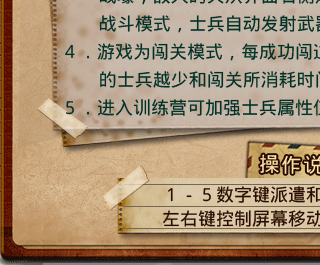 战斗模式，士兵自动发射武
4．游戏为闯关模式，每成功闯
的士兵越少和闯关所消耗时间
5．进入训练营可加强士兵属性
操作说
1-5数字键派遣和
左右键控制屏幕移动